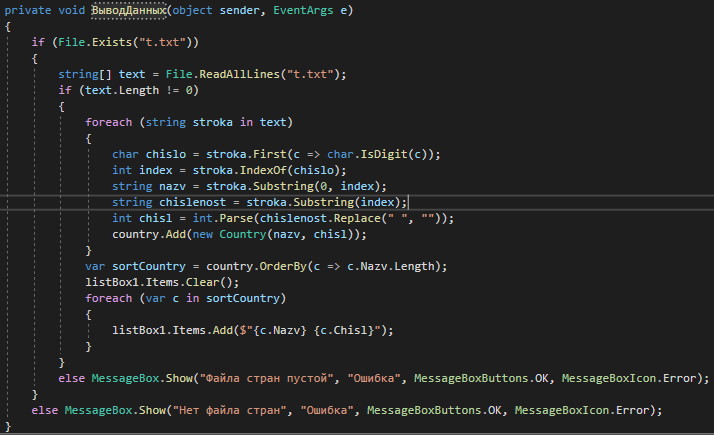 private void ВыводДанных(object sender, EventArgs e)
{
if (File.Exists("t.txt"))
{
string[] text = File.ReadAllLines("t.txt");
if (text.Length != 0)
{
foreach (string stroka in text)
{
char chislo = stroka.First(c => char.IsDigit(c));
int index = stroka.IndexOf(chislo);
string nazv = stroka.Substring(0, index);
string chislenost = stroka.Substring(index);
int chisl = int.Parse(chislenost.Replace(" ", ""));
country.Add(new Country(nazv, chisl));
}
var sortCountry = country.OrderBy(c => c.Nazv.Length);
listBox1.Items.Clear();
foreach (var c in sortCountry)
{
listBox1.Items.Add($"{c.Nazv} {c.Chisl}");
}
}
else MessageBox.Show("Файла стран пустой", "Ошибка", MessageBoxButtons.OK, MessageBoxIcon.Error);
}
else MessageBox.Show("Нет файла стран", "Ошибка", MessageBoxButtons.OK, MessageBoxIcon.Error);
}